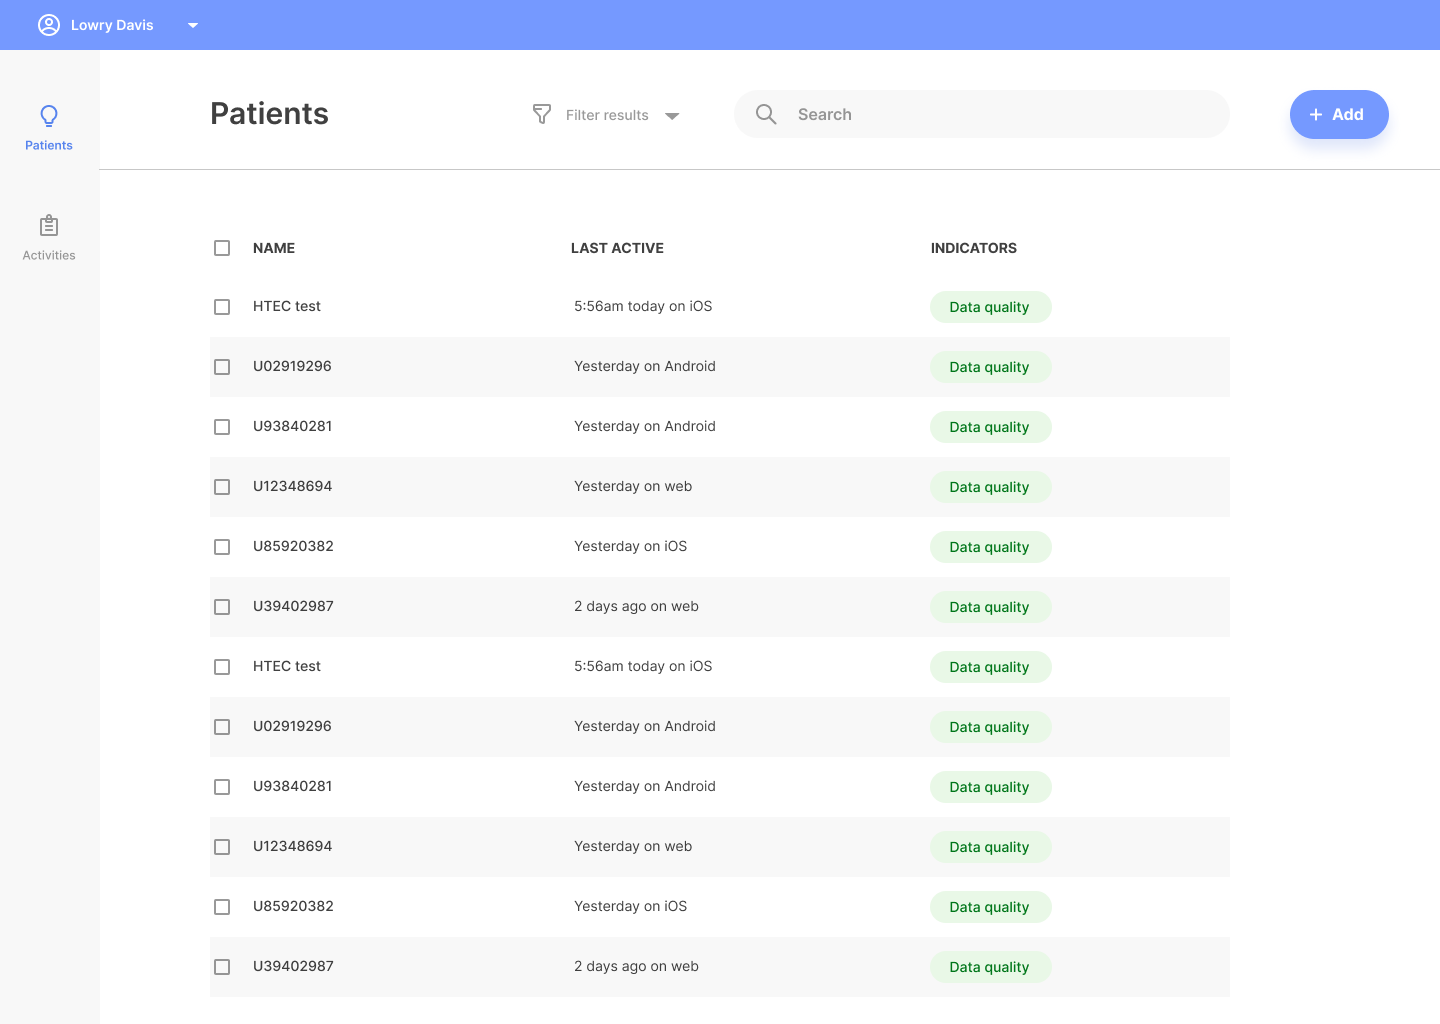 Lowry Davis
Patients
Filter results
Search
+ Add
Patients
Activities
NAME LAST ACTIVE INDICATORS
HTEC test 5:56am today on iOS Data quality
U02919296 Yesterday on Android Data quality
U93840281 Yesterday on Android Data quality
U12348694 Yesterday on web Data quality
U85920382 Yesterday on iOS Data quality
U39402987 2 days ago on web Data quality
HTEC test 5:56am today on iOS Data quality
U02919296 Yesterday on Android Data quality
U93840281 Yesterday on Android Data quality
U12348694 Yesterday on web Data quality
U85920382 Yesterday on iOS Data quality
U39402987 2 days ago on web Data quality